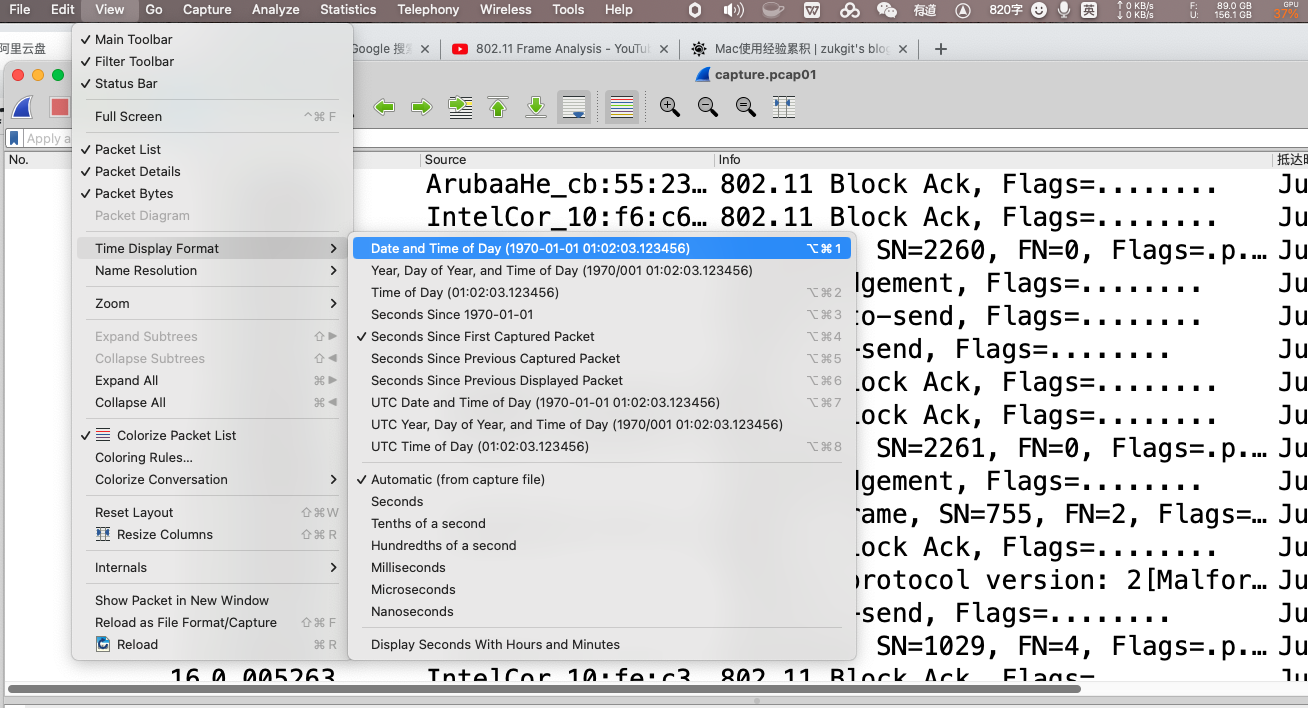 File Edit View Go Capture Analyze Statistics Telephony Wireless Tools Help 有道 820字 英 0 KB/s 0 KB/s F: U: 89.0 GB 156.1 GB GPU 37%
阿里云盘
Google 搜 802.11 Frame Analysis - YouTu Mac使用经验累积 | zukgit's blog
capture.pcap01
Main Toolbar
Filter Toolbar
Status Bar
Full Screen ^⌘F
Packet List
Packet Details
Packet Bytes
Packet Diagram
Time Display Format
Name Resolution
Zoom
Expand Subtrees ⇧▶
Collapse Subtrees ⇧◀
Expand All ⌘▶
Collapse All ⌘◀
Colorize Packet List
Coloring Rules...
Colorize Conversation
Reset Layout ⇧⌘W
Resize Columns ⇧⌘R
Internals
Show Packet in New Window
Reload as File Format/Capture ⇧⌘F
Reload ⌘R
Date and Time of Day (1970-01-01 01:02:03.123456) ⌥⌘1
Year, Day of Year, and Time of Day (1970/001 01:02:03.123456)
Time of Day (01:02:03.123456) ⌥⌘2
Seconds Since 1970-01-01 ⌥⌘3
Seconds Since First Captured Packet ⌥⌘4
Seconds Since Previous Captured Packet ⌥⌘5
Seconds Since Previous Displayed Packet ⌥⌘6
UTC Date and Time of Day (1970-01-01 01:02:03.123456) ⌥⌘7
UTC Year, Day of Year, and Time of Day (1970/001 01:02:03.123456)
UTC Time of Day (01:02:03.123456) ⌥⌘8
Automatic (from capture file)
Seconds
Tenths of a second
Hundredths of a second
Milliseconds
Microseconds
Nanoseconds
Display Seconds With Hours and Minutes
Apply a
No. Source Info 抵达时
ArubaaHe_cb:55:23… 802.11 Block Ack, Flags=........ Ju
IntelCor_10:f6:c6… 802.11 Block Ack, Flags=........ Ju
SN=2260, FN=0, Flags=.p.… Ju
dgement, Flags=........ Ju
to-send, Flags=........ Ju
-send, Flags=........ Ju
lock Ack, Flags=........ Ju
lock Ack, Flags=........ Ju
SN=2261, FN=0, Flags=.p.… Ju
dgement, Flags=........ Ju
rame, SN=755, FN=2, Flags=… Ju
lock Ack, Flags=........ Ju
protocol version: 2[Malfor… Ju
-send, Flags=........ Ju
SN=1029, FN=4, Flags=.p.… Ju
16 0.005263 IntelCor_10:fe:c3 802.11 Block Ack, Flags= Ju